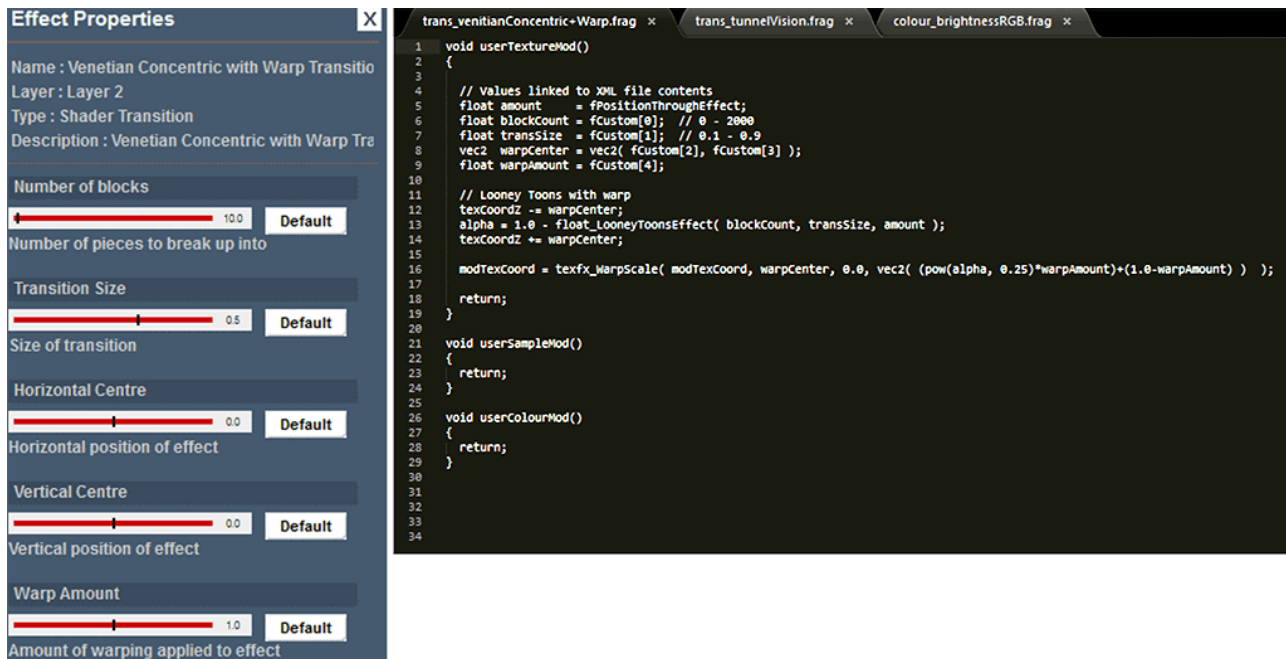 Effect Properties X
Name : Venetian Concentric with Warp Transitio
Layer : Layer 2
Type : Shader Transition
Description : Venetian Concentric with Warp Tra
Number of blocks
10.0 Default
Number of pieces to break up into
Transition Size
0.5 Default
Size of transition
Horizontal Centre
0.0 Default
Horizontal position of effect
Vertical Centre
0.0 Default
Vertical position of effect
Warp Amount
1.0 Default
Amount of warping applied to effect
trans_venitianConcentric+Warp.frag × trans_tunnelVision.frag × colour_brightnessRGB.frag ×
1 void userTextureMod()
2 {
3
4 // Values linked to XML file contents
5 float amount = fPositionThroughEffect;
6 float blockCount = fCustom[0]; // 0 - 2000
7 float transSize = fCustom[1]; // 0.1 - 0.9
8 vec2 warpCenter = vec2( fCustom[2], fCustom[3] );
9 float warpAmount = fCustom[4];
10
11 // Looney Toons with warp
12 texCoordZ -= warpCenter;
13 alpha = 1.0 - float_LooneyToonsEffect( blockCount, transSize, amount );
14 texCoordZ += warpCenter;
15
16 modTexCoord = texfx_WarpScale( modTexCoord, warpCenter, 0.0, vec2( (pow(alpha, 0.25)*warpAmount)+(1.0-warpAmount) ) );
17
18 return;
19 }
20
21 void userSampleMod()
22 {
23 return;
24 }
25
26 void userColourMod()
27 {
28 return;
29 }
30
31
32
33
34